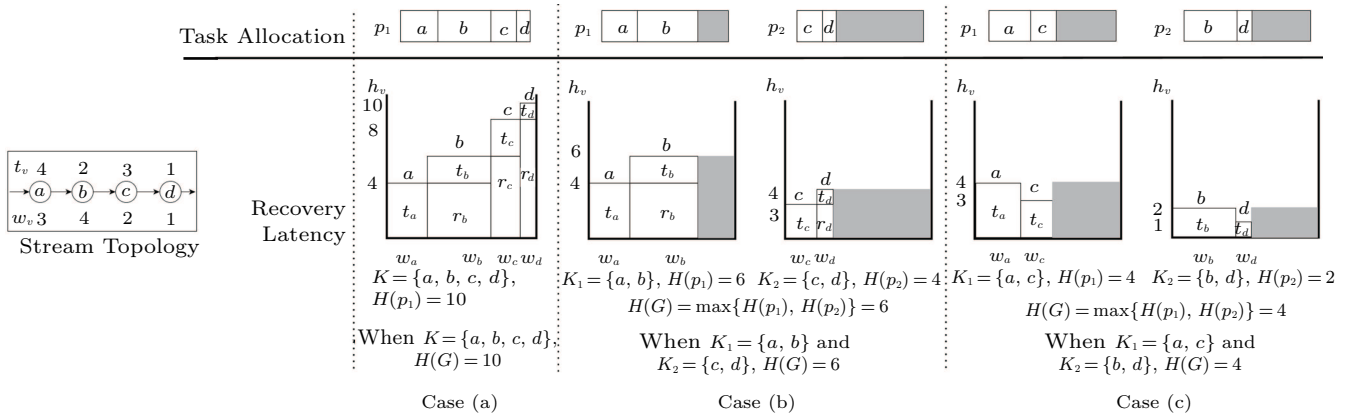 Task Allocation
p₁ a b c d
p₁ a b
p₂ c d
p₁ a c
p₂ b d
t_v 4 2 3 1
a b c d
w_v 3 4 2 1
Stream Topology
Recovery
Latency
h_v
10
8
4
a b c d
t_a t_b t_c t_d
r_b r_c r_d
w_a w_b w_c w_d
K = {a, b, c, d},
H(p₁) = 10
When K = {a, b, c, d},
H(G) = 10
Case (a)
h_v
6
4
a b
t_a t_b
r_b
w_a w_b
K₁ = {a, b}, H(p₁) = 6
h_v
4
3
c d
t_c t_d
r_d
w_c w_d
K₂ = {c, d}, H(p₂) = 4
H(G) = max{H(p₁), H(p₂)} = 6
When K₁ = {a, b} and
K₂ = {c, d}, H(G) = 6
Case (b)
h_v
4
3
a c
t_a t_c
w_a w_c
K₁ = {a, c}, H(p₁) = 4
h_v
2
1
b d
t_b t_d
w_b w_d
K₂ = {b, d}, H(p₂) = 2
H(G) = max{H(p₁), H(p₂)} = 4
When K₁ = {a, c} and
K₂ = {b, d}, H(G) = 4
Case (c)